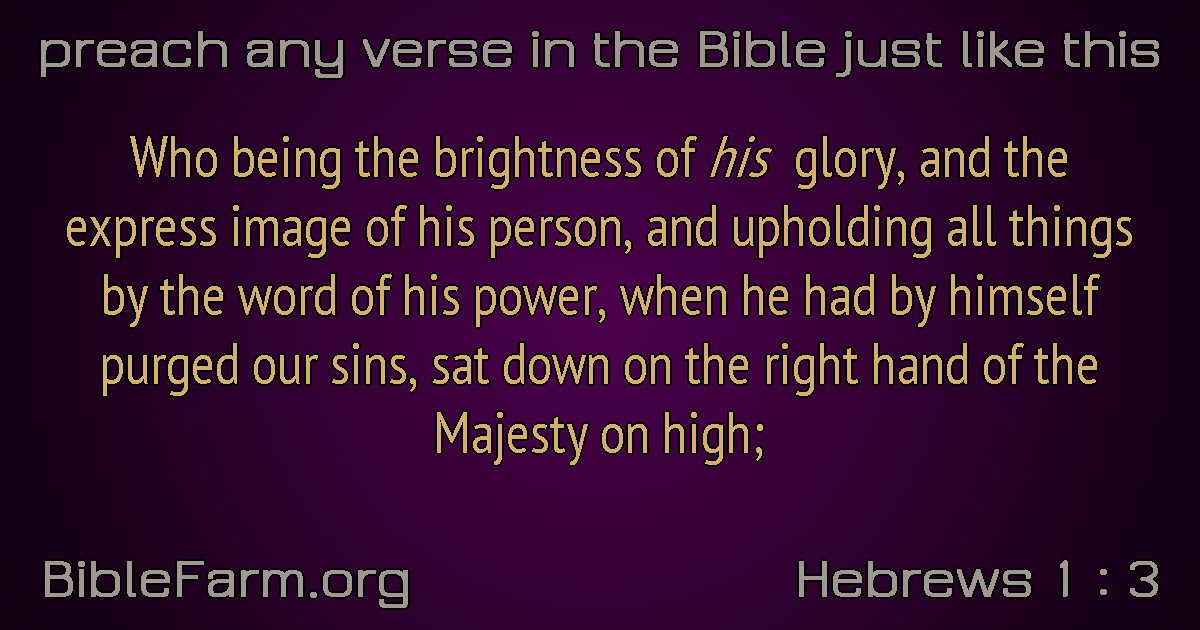 preach any verse in the Bible just like this
Who being the brightness of his glory, and the
express image of his person, and upholding all things
by the word of his power, when he had by himself
purged our sins, sat down on the right hand of the
Majesty on high;
BibleFarm.org
Hebrews 1 : 3